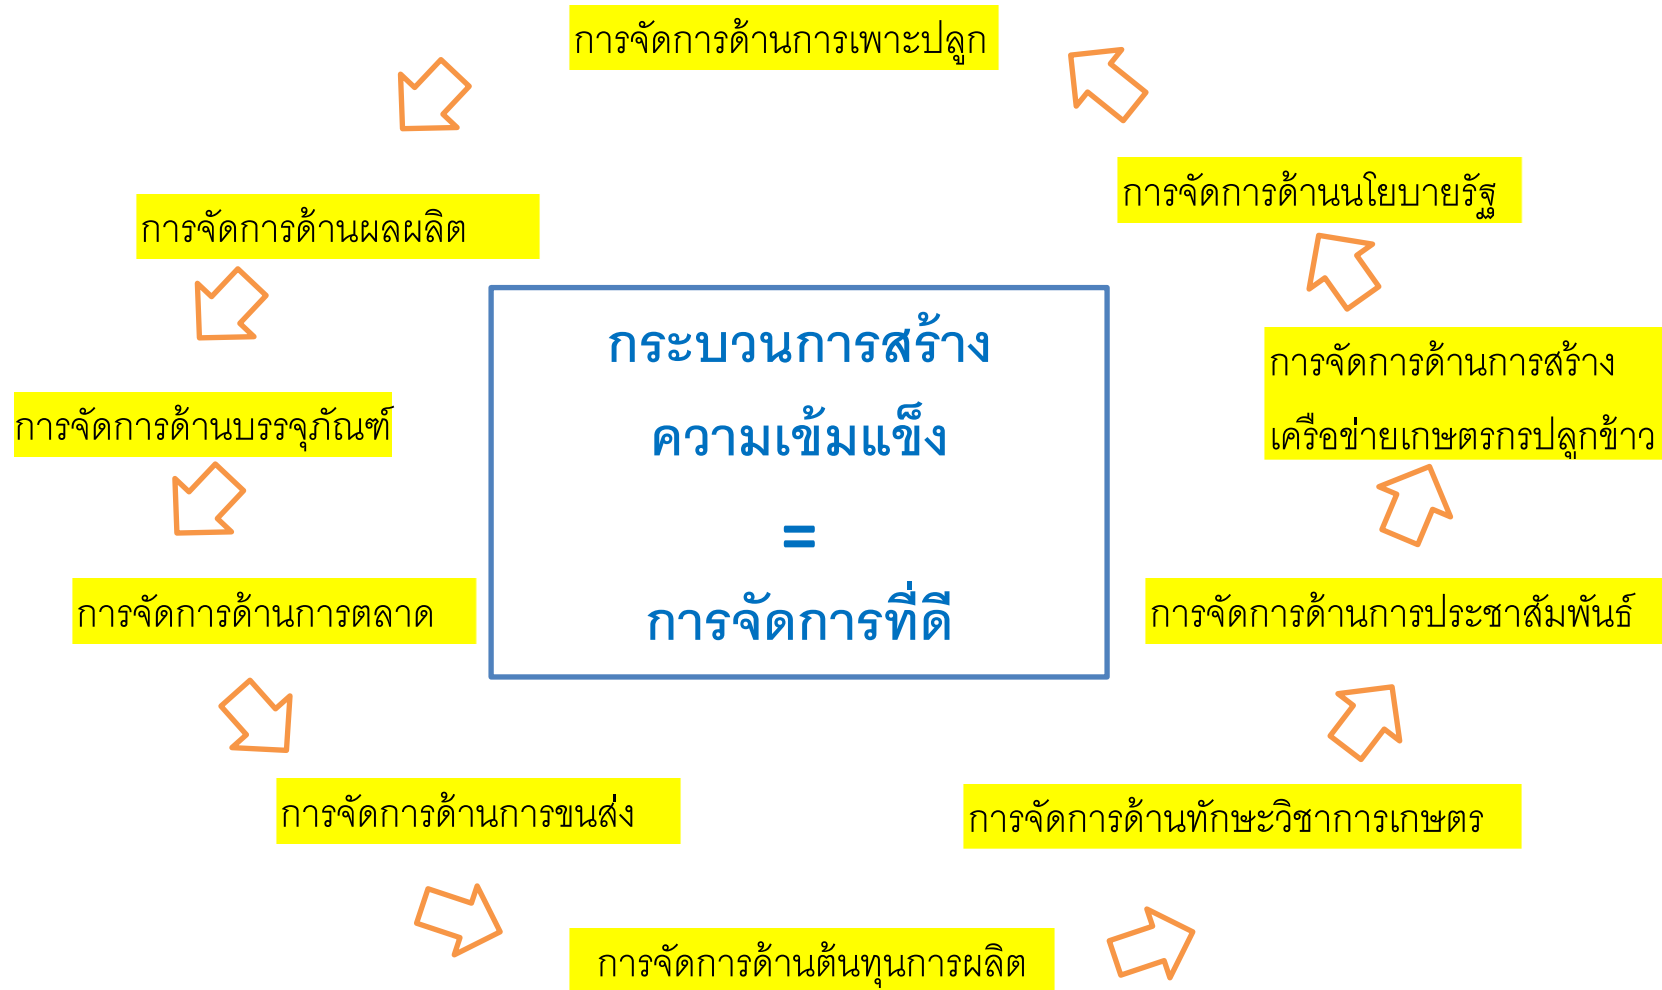 การจัดการด้านการเพาะปลูก
การจัดการด้านนโยบายรัฐ
การจัดการด้านผลผลิต
กระบวนการสร้าง
ความเข้มแข็ง
=
การจัดการที่ดี
การจัดการด้านการสร้าง
เครือข่ายเกษตรกรปลูกข้าว
การจัดการด้านบรรจุภัณฑ์
การจัดการด้านการตลาด
การจัดการด้านการประชาสัมพันธ์
การจัดการด้านการขนส่ง
การจัดการด้านทักษะวิชาการเกษตร
การจัดการด้านต้นทุนการผลิต